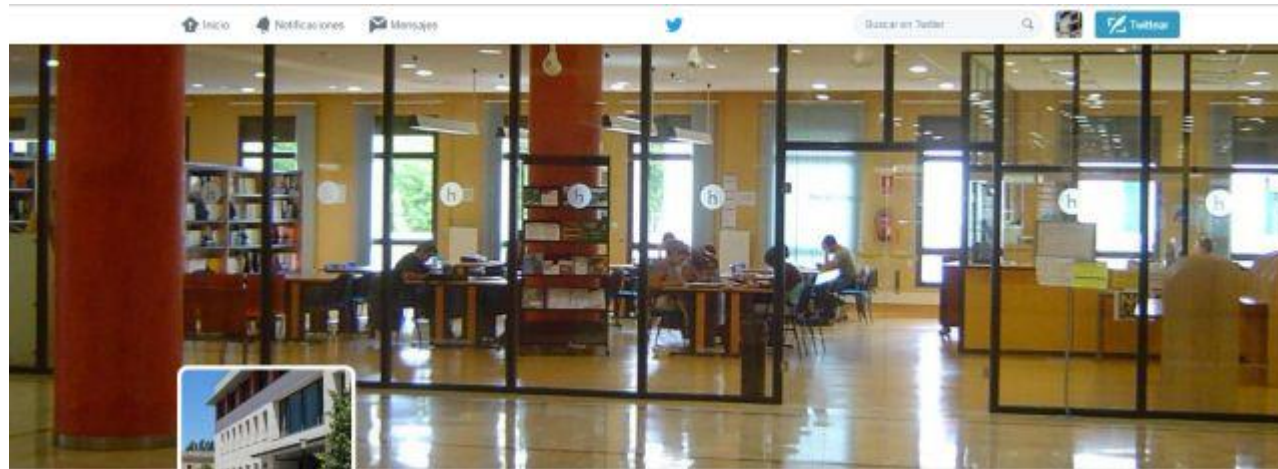 Inicio
Notificaciones
Mensajes
Buscar en Twitter
Twittear
h
h
h
h
h